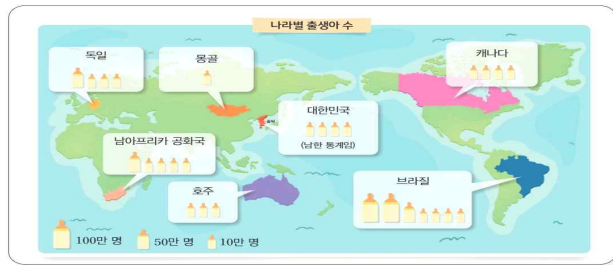 나라별 출생아 수
독일
몽골
캐나다
대한민국
(남한 통계임)
남아프리카 공화국
호주
브라질
100만 명 50만 명 10만 명